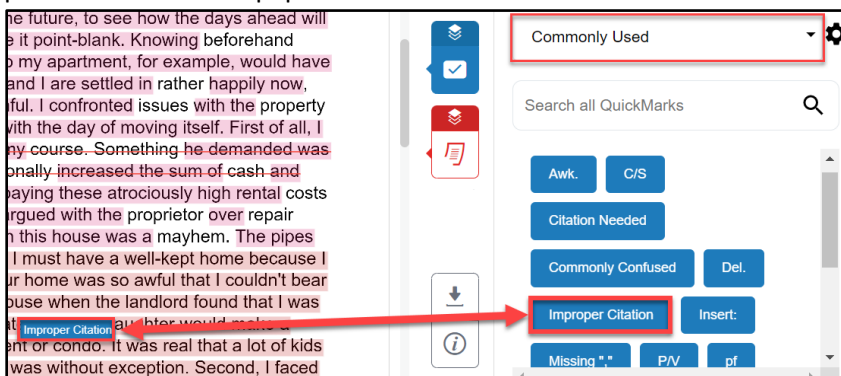 he future, to see how the days ahead will
e it point-blank. Knowing beforehand
o my apartment, for example, would have
and I are settled in rather happily now,
ful. I confronted issues with the property
with the day of moving itself. First of all, I
my course. Something he demanded was
onally increased the sum of cash and
paying these atrociously high rental costs
argued with the proprietor over repair
n this house was a mayhem. The pipes
I must have a well-kept home because I
ur home was so awful that I couldn't bear
ouse when the landlord found that I was
at Improper Citation aughter would make a
ent or condo. It was real that a lot of kids
was without exception. Second, I faced
Commonly Used
Search all QuickMarks
Awk. C/S
Citation Needed
Commonly Confused Del.
Improper Citation Insert:
Missing "," P/V pf